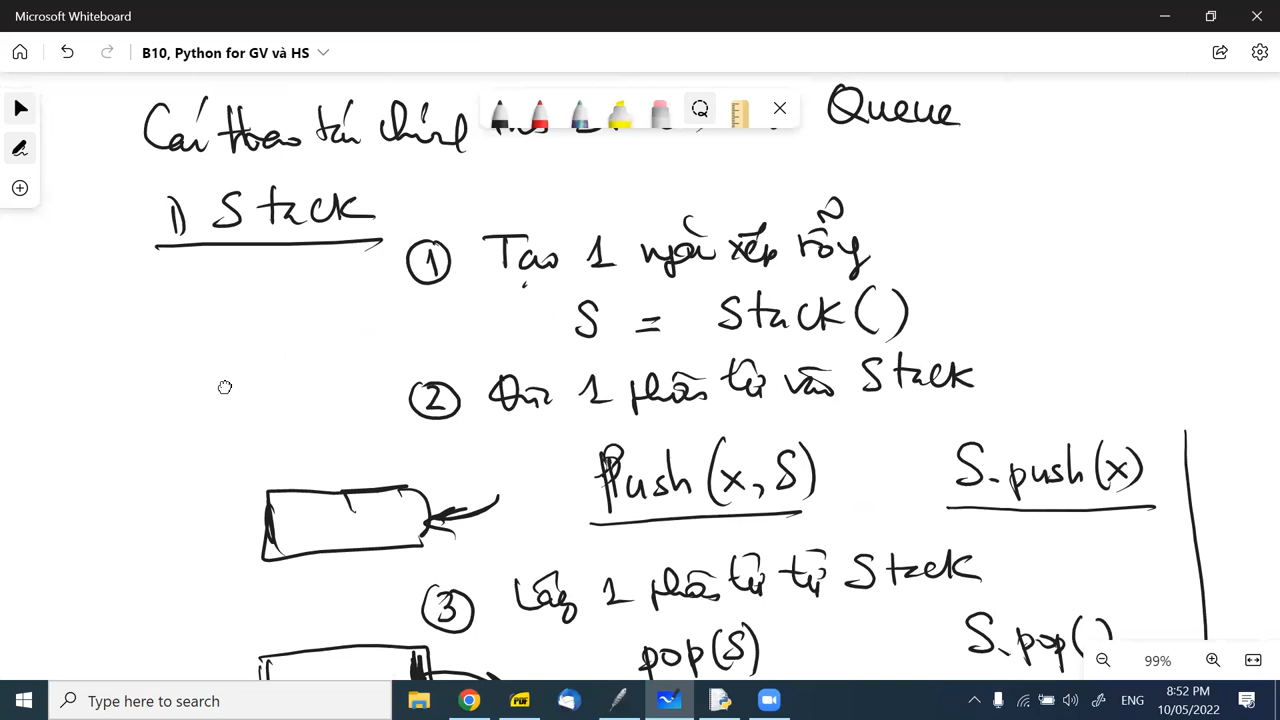 Microsoft Whiteboard
B10, Python for GV và HS
Các thao tác chính Queue
1) Stack
① Tạo 1 ngăn xếp rỗng
S = Stack()
② Đưa 1 phần tử vào Stack
Push(x, S) S.push(x)
③ Lấy 1 phần tử từ Stack
pop(S) S.pop()
99%
Type here to search
ENG
8:52 PM
10/05/2022